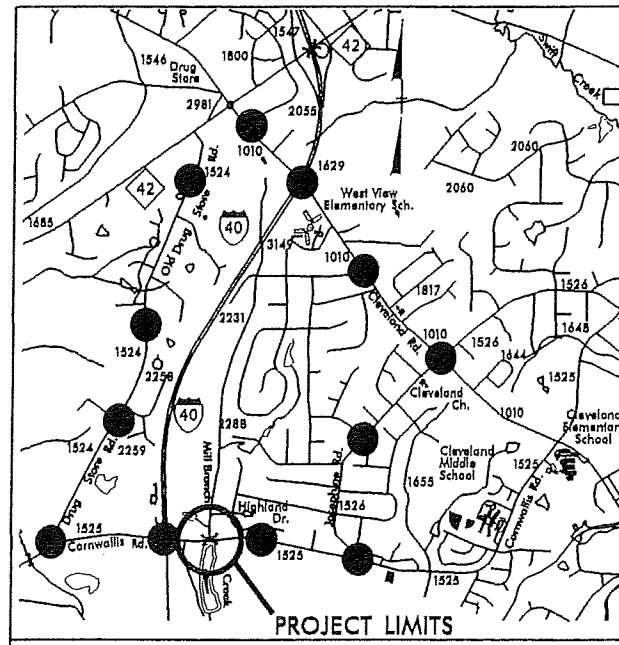 1547
42
1546
1800
Drug
Store
Swift
Creek
2981
2055
1010
2060
1524
1629
2060
42
Old Drug Store Rd.
West View
Elementary Sch.
1685
40
3149
1010
1817
2231
Cleveland Rd.
1526
1524
1010
1526
1648
1644
2258
1525
40
Cleveland
Ch.
1010
2288
Cleveland
Elementary
School
1524
2259
Drug Store Rd.
Mill Branch
Cleveland
Middle
School
1655
1525
Highland
Dr.
Josephine Rd.
1526
Cornwallis Rd.
1525
Cornwallis Rd.
1525
Creek
1525
PROJECT LIMITS